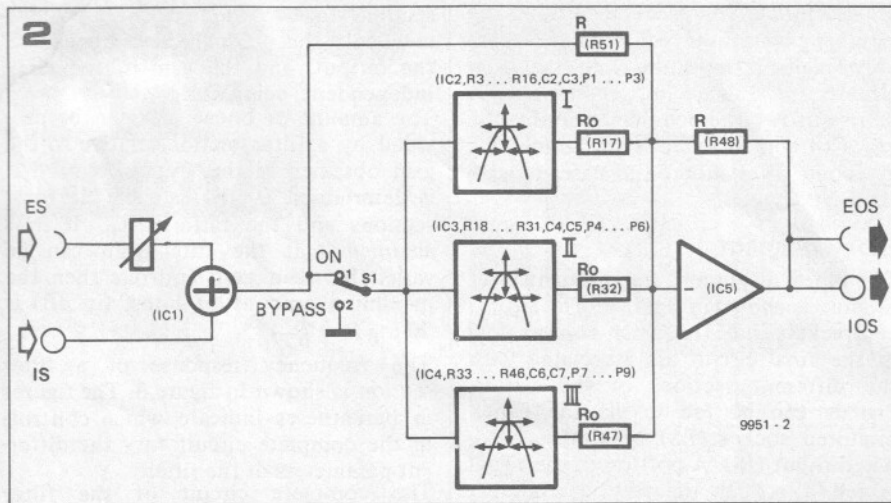 2
R
(R51)
(IC2,R3...R16,C2,C3,P1...P3)
I
Ro
(R17)
R
(R48)
ES
EOS
(IC3,R18...R31,C4,C5,P4...P6)
II
ON
1
S1
Ro
(R32)
-
(IC5)
(IC1)
+
BYPASS
2
IS
IOS
(IC4,R33...R46,C6,C7,P7...P9)
III
Ro
(R47)
9951 - 2